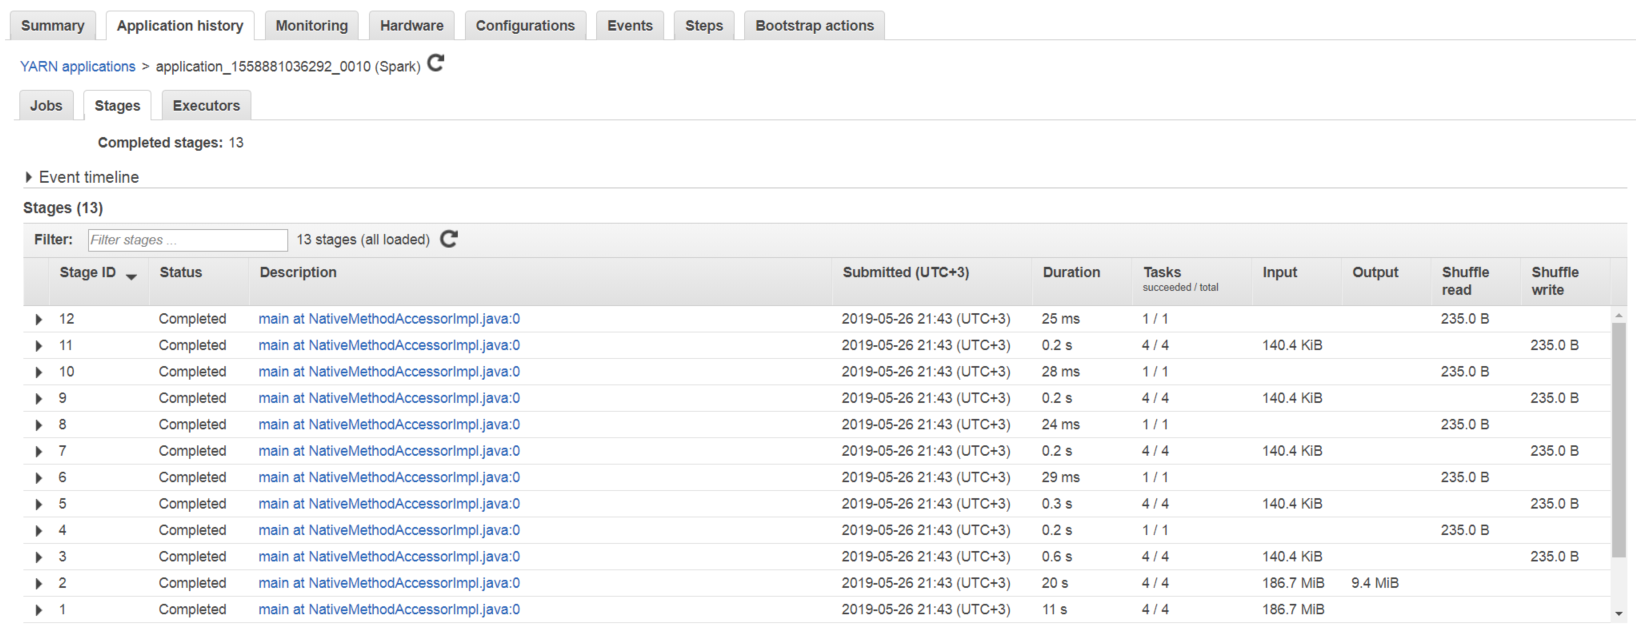 Summary Application history Monitoring Hardware Configurations Events Steps Bootstrap actions
YARN applications > application_1558881036292_0010 (Spark)
Jobs Stages Executors
Completed stages: 13
Event timeline
Stages (13)
Filter: Filter stages ... 13 stages (all loaded)
Stage ID Status Description Submitted (UTC+3) Duration Tasks succeeded / total Input Output Shuffle read Shuffle write
12 Completed main at NativeMethodAccessorImpl.java:0 2019-05-26 21:43 (UTC+3) 25 ms 1 / 1 235.0 B
11 Completed main at NativeMethodAccessorImpl.java:0 2019-05-26 21:43 (UTC+3) 0.2 s 4 / 4 140.4 KiB 235.0 B
10 Completed main at NativeMethodAccessorImpl.java:0 2019-05-26 21:43 (UTC+3) 28 ms 1 / 1 235.0 B
9 Completed main at NativeMethodAccessorImpl.java:0 2019-05-26 21:43 (UTC+3) 0.2 s 4 / 4 140.4 KiB 235.0 B
8 Completed main at NativeMethodAccessorImpl.java:0 2019-05-26 21:43 (UTC+3) 24 ms 1 / 1 235.0 B
7 Completed main at NativeMethodAccessorImpl.java:0 2019-05-26 21:43 (UTC+3) 0.2 s 4 / 4 140.4 KiB 235.0 B
6 Completed main at NativeMethodAccessorImpl.java:0 2019-05-26 21:43 (UTC+3) 29 ms 1 / 1 235.0 B
5 Completed main at NativeMethodAccessorImpl.java:0 2019-05-26 21:43 (UTC+3) 0.3 s 4 / 4 140.4 KiB 235.0 B
4 Completed main at NativeMethodAccessorImpl.java:0 2019-05-26 21:43 (UTC+3) 0.2 s 1 / 1 235.0 B
3 Completed main at NativeMethodAccessorImpl.java:0 2019-05-26 21:43 (UTC+3) 0.6 s 4 / 4 140.4 KiB 235.0 B
2 Completed main at NativeMethodAccessorImpl.java:0 2019-05-26 21:43 (UTC+3) 20 s 4 / 4 186.7 MiB 9.4 MiB
1 Completed main at NativeMethodAccessorImpl.java:0 2019-05-26 21:43 (UTC+3) 11 s 4 / 4 186.7 MiB